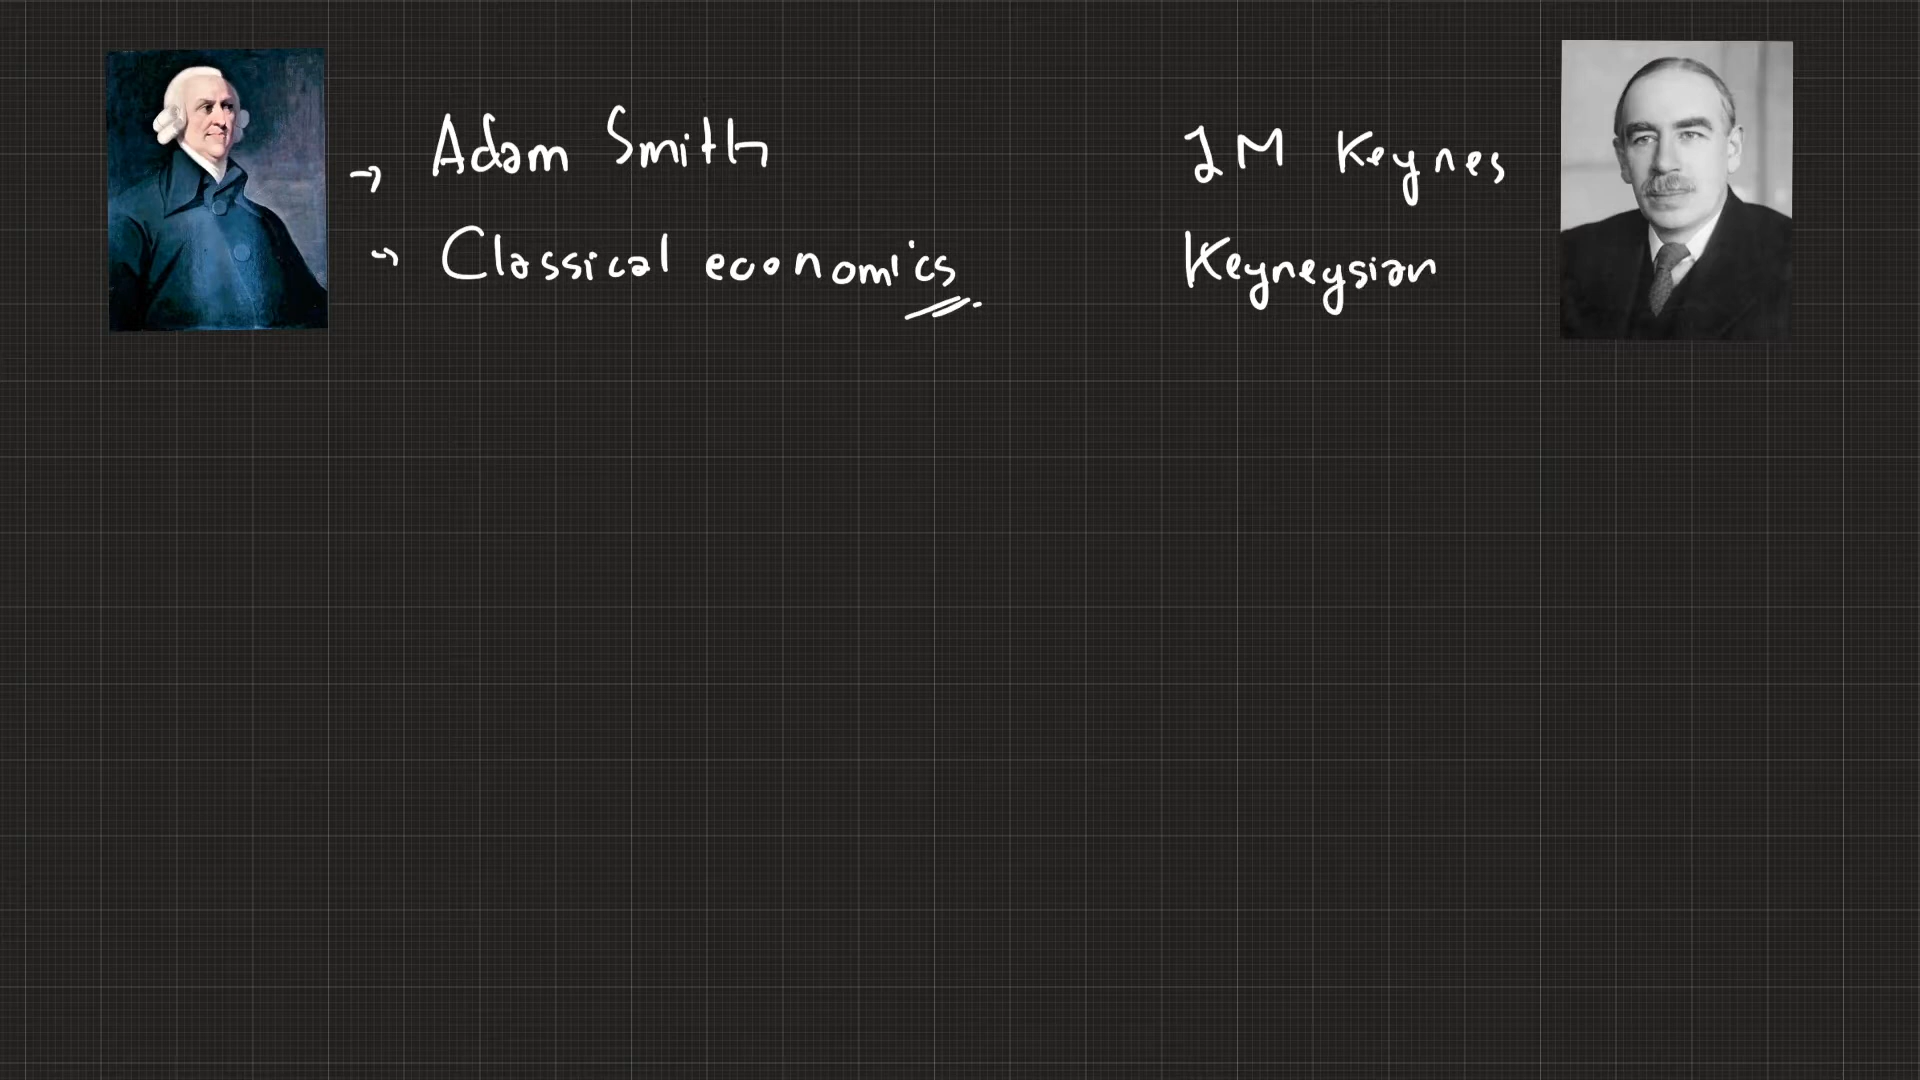 → Adam Smith
→ Classical economics
JM Keynes
Keyneysian